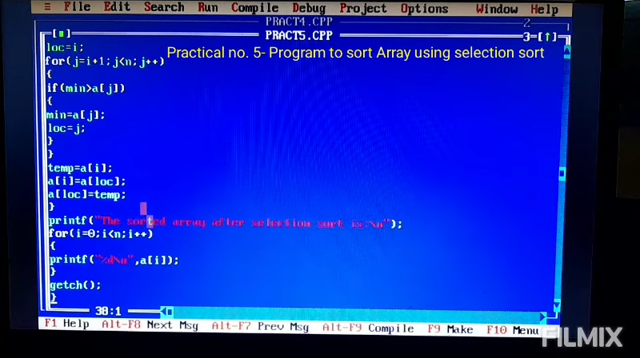 ≡ File Edit Search Run Compile Debug Project Options Window Help
PRACT4.CPP 2
[■] PRACT5.CPP 3=[↑]
Practical no. 5- Program to sort Array using selection sort
loc=i;
for(j=i+1;j<n;j++)
{
if(min>a[j])
{
min=a[j];
loc=j;
}
}
temp=a[i];
a[i]=a[loc];
a[loc]=temp;
}
printf("The sorted array after selection sort is:\n");
for(i=0;i<n;i++)
{
printf("%d\n",a[i]);
}
getch();
}
38:1
F1 Help Alt-F8 Next Msg Alt-F7 Prev Msg Alt-F9 Compile F9 Make F10 Menu
FILMIX